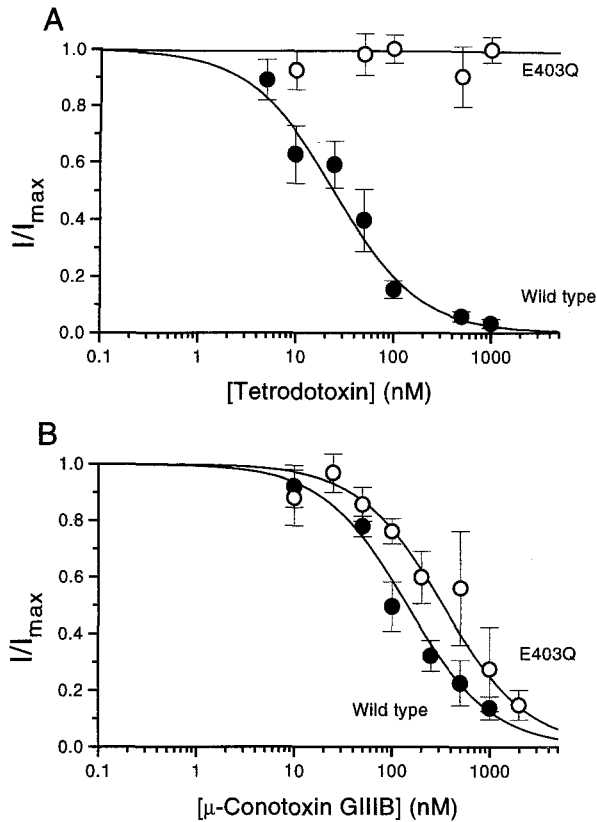 A
1.0
0.8
0.6
0.4
0.2
0.0
I/Imax
E403Q
Wild type
0.1
1
10
100
1000
[Tetrodotoxin] (nM)
B
1.0
0.8
0.6
0.4
0.2
0.0
I/Imax
E403Q
Wild type
0.1
1
10
100
1000
[μ-Conotoxin GIIIB] (nM)